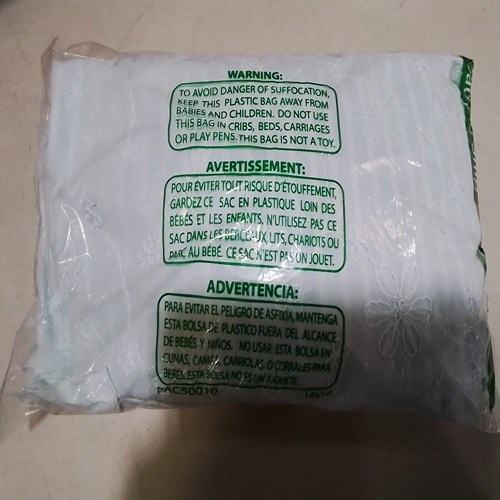 WARNING:
TO AVOID DANGER OF SUFFOCATION,
KEEP THIS PLASTIC BAG AWAY FROM
BABIES AND CHILDREN. DO NOT USE
THIS BAG IN CRIBS, BEDS, CARRIAGES
OR PLAY PENS. THIS BAG IS NOT A TOY.
AVERTISSEMENT:
POUR ÉVITER TOUT RISQUE D'ÉTOUFFEMENT,
GARDEZ CE SAC EN PLASTIQUE LOIN DES
BÉBÉS ET LES ENFANTS. N'UTILISEZ PAS CE
SAC DANS LES BERCEAUX, LITS, CHARIOTS OU
PARC AU BÉBÉ. CE SAC N'EST PAS UN JOUET.
ADVERTENCIA:
PARA EVITAR EL PELIGRO DE ASFIXIA, MANTENGA
ESTA BOLSA DE PLASTICO FUERA DEL ALCANCE
DE BEBÉS Y NIÑOS. NO USAR ESTA BOLSA EN
CUNAS, CAMAS, CARRIOLAS O CORRALES PARA
BEBÉS. ESTA BOLSA NO ES UN JUGUETE.
PAC50010